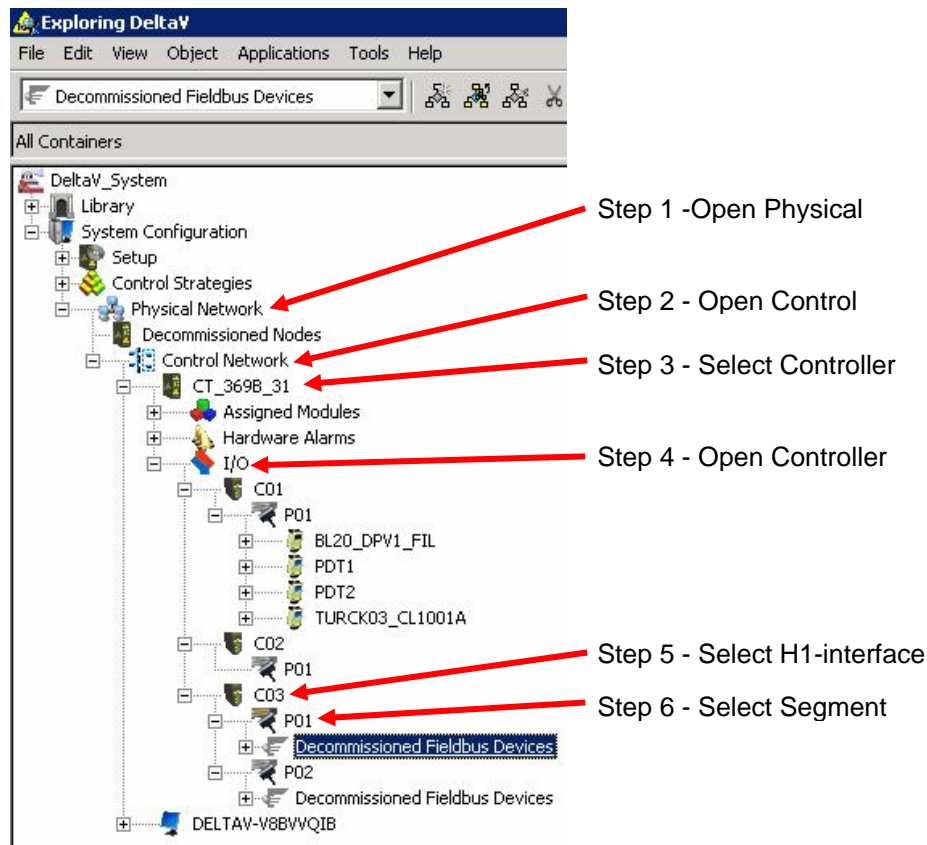 Exploring DeltaV
File Edit View Object Applications Tools Help
Decommissioned Fieldbus Devices
All Containers
DeltaV_System
Library
System Configuration
Setup
Control Strategies
Physical Network
Decommissioned Nodes
Control Network
CT_369B_31
Assigned Modules
Hardware Alarms
I/O
C01
P01
BL20_DPV1_FIL
PDT1
PDT2
TURCK03_CL1001A
C02
P01
C03
P01
Decommissioned Fieldbus Devices
P02
Decommissioned Fieldbus Devices
DELTAV-V8BVVQIB
Step 1 -Open Physical
Step 2 - Open Control
Step 3 - Select Controller
Step 4 - Open Controller
Step 5 - Select H1-interface
Step 6 - Select Segment